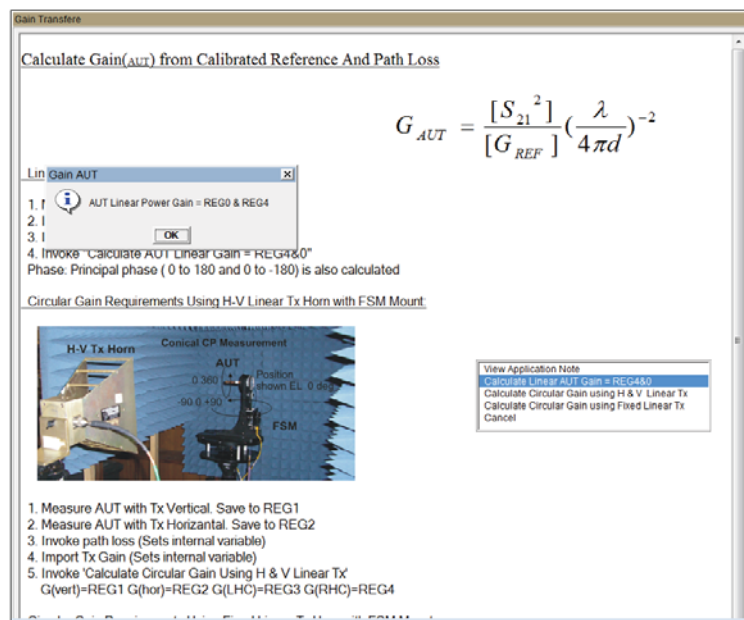 Gain Transfere
Calculate Gain(AUT) from Calibrated Reference And Path Loss
G AUT = [S21²] / [G REF] (λ / 4πd)⁻²
Lin
Gain AUT
AUT Linear Power Gain = REG0 & REG4
OK
1.
2. I
3. I
4. Invoke "Calculate AUT Linear Gain = REG4&0"
Phase: Principal phase ( 0 to 180 and 0 to -180) is also calculated
Circular Gain Requirements Using H-V Linear Tx Horn with FSM Mount:
H-V Tx Horn
Conical CP Measurement
AUT
0 360
Position
shown EL 0 deg
-90 0 +90
FSM
View Application Note
Calculate Linear AUT Gain = REG4&0
Calculate Circular Gain using H & V Linear Tx
Calculate Circular Gain using Fixed Linear Tx
Cancel
1. Measure AUT with Tx Vertical. Save to REG1
2. Measure AUT with Tx Horizantal. Save to REG2
3. Invoke path loss (Sets internal variable)
4. Import Tx Gain (Sets internal variable)
5. Invoke 'Calculate Circular Gain Using H & V Linear Tx'
G(vert)=REG1 G(hor)=REG2 G(LHC)=REG3 G(RHC)=REG4